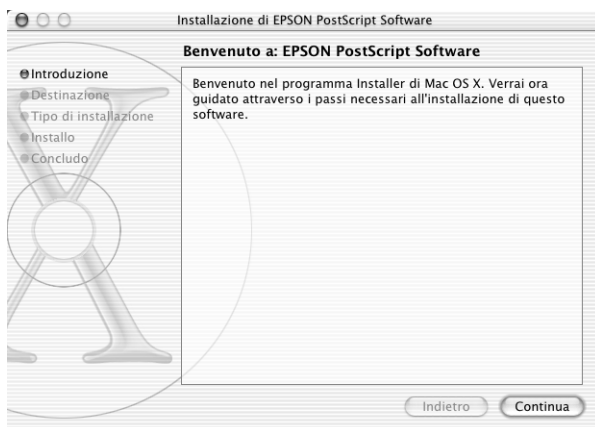 Installazione di EPSON PostScript Software
Benvenuto a: EPSON PostScript Software
Introduzione
Destinazione
Tipo di installazione
Installo
Concludo
Benvenuto nel programma Installer di Mac OS X. Verrai ora
guidato attraverso i passi necessari all'installazione di questo
software.
Indietro
Continua